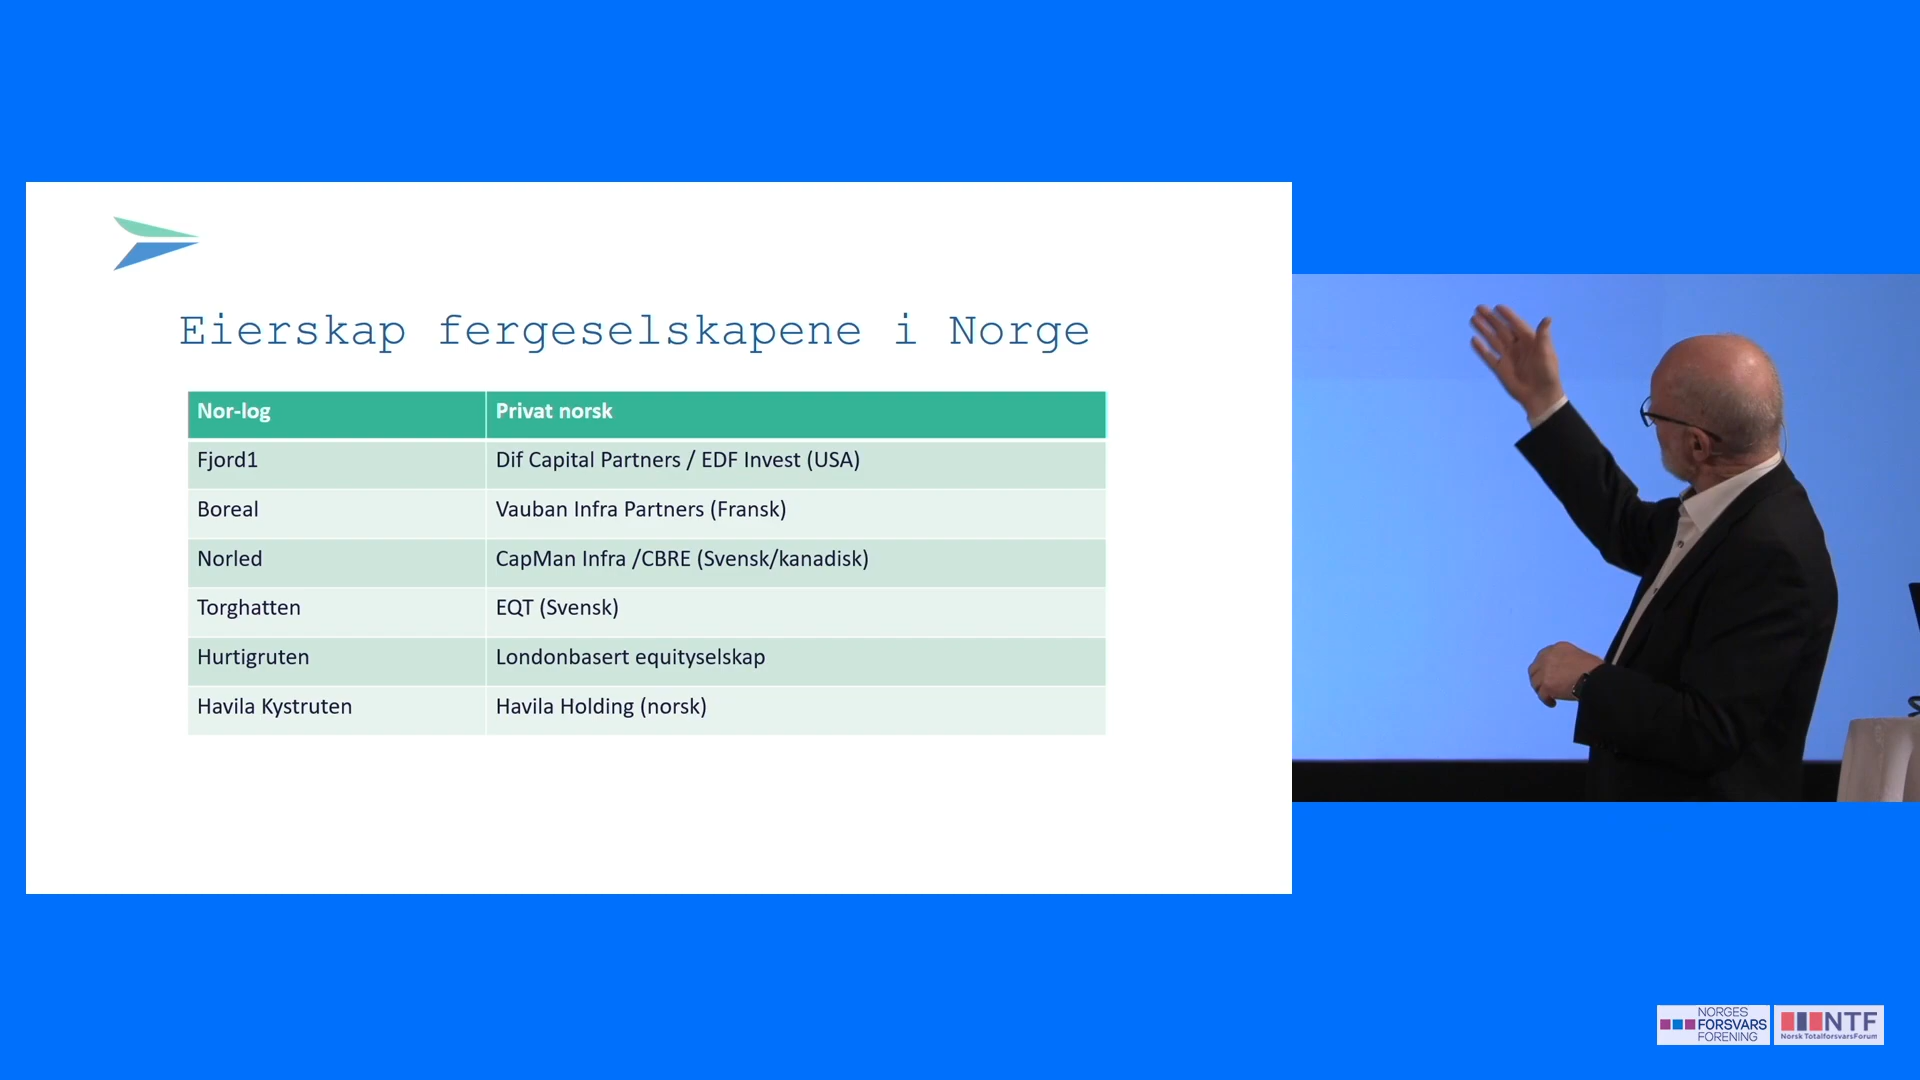 Eierskap fergeselskapene i Norge
Nor-log Privat norsk
Fjord1 Dif Capital Partners / EDF Invest (USA)
Boreal Vauban Infra Partners (Fransk)
Norled CapMan Infra /CBRE (Svensk/kanadisk)
Torghatten EQT (Svensk)
Hurtigruten Londonbasert equityselskap
Havila Kystruten Havila Holding (norsk)
NORGES
FORSVARS
FORENING
NTF
Norsk TotalforsvarsForum